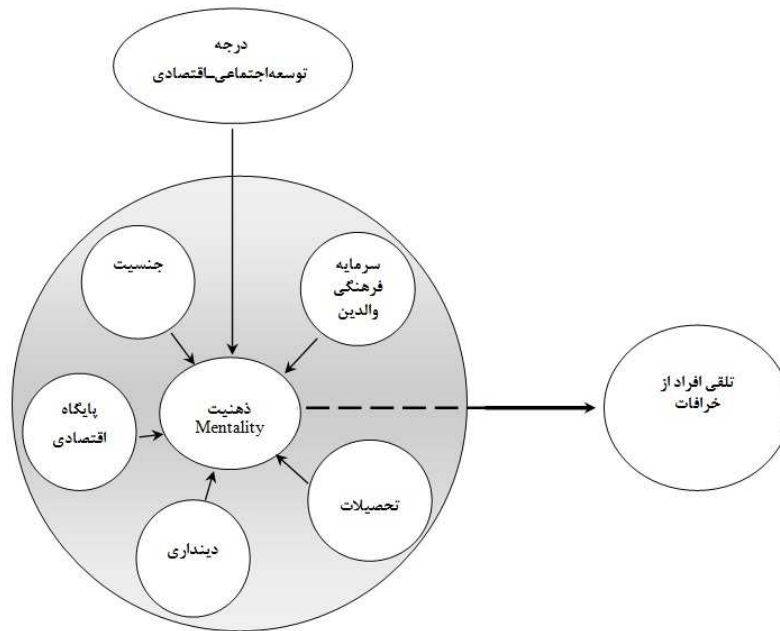 درجه
توسعه‌اجتماعی‌ـ‌اقتصادی
جنسیت
سرمایه
فرهنگی
والدین
پایگاه
اقتصادی
ذهنیت
Mentality
تحصیلات
دینداری
تلقی افراد از
خرافات